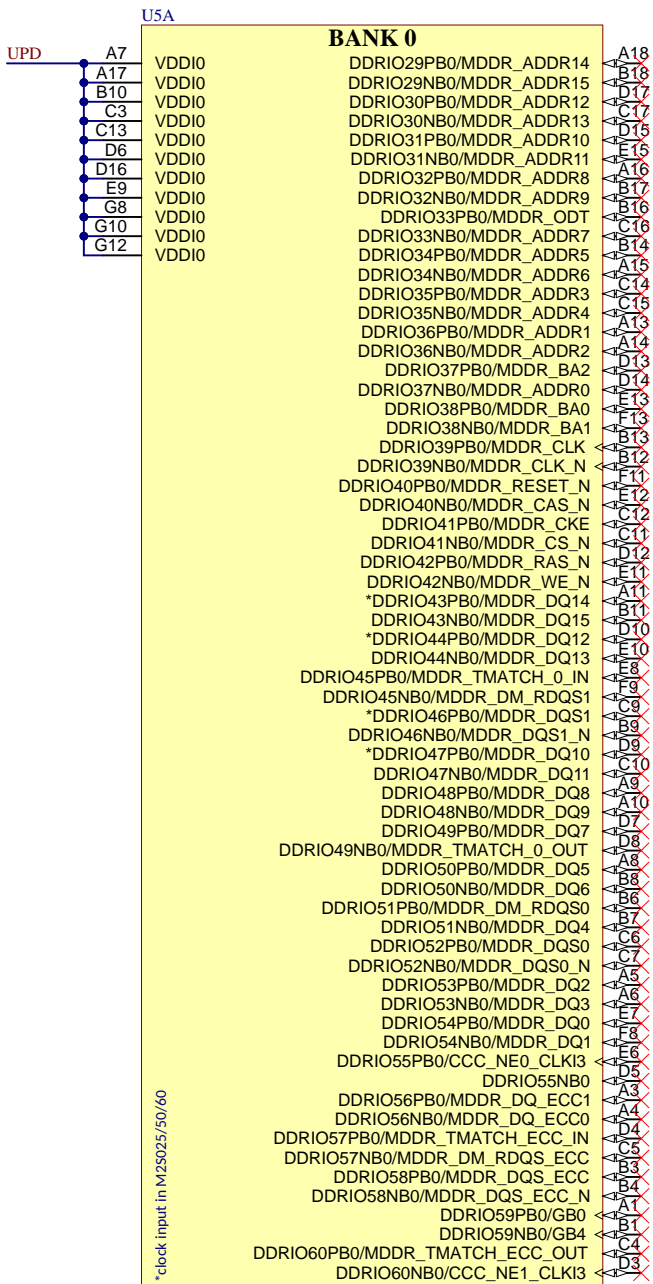 U5A
BANK 0
UPD
A7 VDDI0 DDRIO29PB0/MDDR_ADDR14 A18
A17 VDDI0 DDRIO29NB0/MDDR_ADDR15 B18
B10 VDDI0 DDRIO30PB0/MDDR_ADDR12 D17
C3 VDDI0 DDRIO30NB0/MDDR_ADDR13 C17
C13 VDDI0 DDRIO31PB0/MDDR_ADDR10 D15
D6 VDDI0 DDRIO31NB0/MDDR_ADDR11 E15
D16 VDDI0 DDRIO32PB0/MDDR_ADDR8 A16
E9 VDDI0 DDRIO32NB0/MDDR_ADDR9 B17
G8 VDDI0 DDRIO33PB0/MDDR_ODT B16
G10 VDDI0 DDRIO33NB0/MDDR_ADDR7 C16
G12 VDDI0 DDRIO34PB0/MDDR_ADDR5 B14
DDRIO34NB0/MDDR_ADDR6 A15
DDRIO35PB0/MDDR_ADDR3 C14
DDRIO35NB0/MDDR_ADDR4 C15
DDRIO36PB0/MDDR_ADDR1 A13
DDRIO36NB0/MDDR_ADDR2 A14
DDRIO37PB0/MDDR_BA2 D13
DDRIO37NB0/MDDR_ADDR0 D14
DDRIO38PB0/MDDR_BA0 E13
DDRIO38NB0/MDDR_BA1 F13
DDRIO39PB0/MDDR_CLK B13
DDRIO39NB0/MDDR_CLK_N B12
DDRIO40PB0/MDDR_RESET_N F11
DDRIO40NB0/MDDR_CAS_N E12
DDRIO41PB0/MDDR_CKE C12
DDRIO41NB0/MDDR_CS_N C11
DDRIO42PB0/MDDR_RAS_N D12
DDRIO42NB0/MDDR_WE_N E11
*DDRIO43PB0/MDDR_DQ14 A11
DDRIO43NB0/MDDR_DQ15 B11
*DDRIO44PB0/MDDR_DQ12 D10
DDRIO44NB0/MDDR_DQ13 E10
DDRIO45PB0/MDDR_TMATCH_0_IN E8
DDRIO45NB0/MDDR_DM_RDQS1 F9
*DDRIO46PB0/MDDR_DQS1 C9
DDRIO46NB0/MDDR_DQS1_N B9
*DDRIO47PB0/MDDR_DQ10 D9
DDRIO47NB0/MDDR_DQ11 C10
DDRIO48PB0/MDDR_DQ8 A9
DDRIO48NB0/MDDR_DQ9 A10
DDRIO49PB0/MDDR_DQ7 D7
DDRIO49NB0/MDDR_TMATCH_0_OUT D8
DDRIO50PB0/MDDR_DQ5 A8
DDRIO50NB0/MDDR_DQ6 B8
DDRIO51PB0/MDDR_DM_RDQS0 B6
DDRIO51NB0/MDDR_DQ4 B7
DDRIO52PB0/MDDR_DQS0 C6
DDRIO52NB0/MDDR_DQS0_N C7
DDRIO53PB0/MDDR_DQ2 A5
DDRIO53NB0/MDDR_DQ3 A6
DDRIO54PB0/MDDR_DQ0 E7
DDRIO54NB0/MDDR_DQ1 F8
DDRIO55PB0/CCC_NE0_CLKI3 E6
DDRIO55NB0 D5
DDRIO56PB0/MDDR_DQ_ECC1 A3
DDRIO56NB0/MDDR_DQ_ECC0 A4
DDRIO57PB0/MDDR_TMATCH_ECC_IN D4
DDRIO57NB0/MDDR_DM_RDQS_ECC C5
DDRIO58PB0/MDDR_DQS_ECC B3
DDRIO58NB0/MDDR_DQS_ECC_N B4
DDRIO59PB0/GB0 A1
DDRIO59NB0/GB4 B1
DDRIO60PB0/MDDR_TMATCH_ECC_OUT C4
DDRIO60NB0/CCC_NE1_CLKI3 D3
*clock input in M2S025/50/60